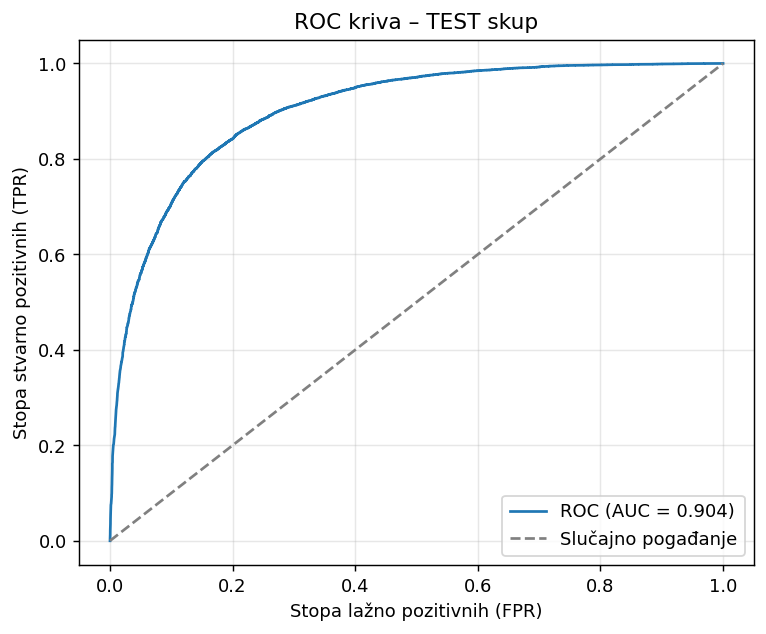 ROC kriva – TEST skup
Stopa stvarno pozitivnih (TPR)
1.0
0.8
0.6
0.4
0.2
0.0
0.0 0.2 0.4 0.6 0.8 1.0
Stopa lažno pozitivnih (FPR)
ROC (AUC = 0.904)
Slučajno pogađanje